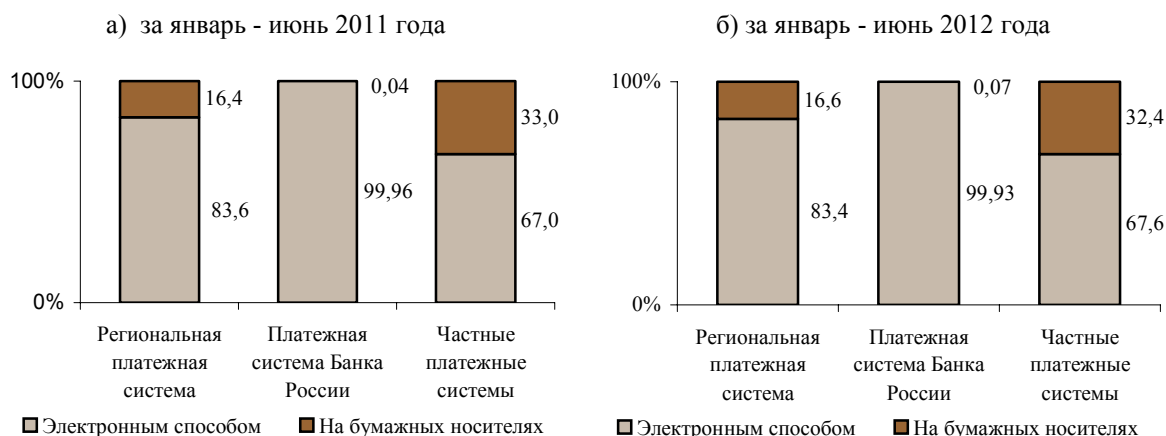 а) за январь - июнь 2011 года
100%
16,4
0,04
33,0
83,6
99,96
67,0
0%
Региональная
платежная
система
Платежная
система Банка
России
Частные
платежные
системы
Электронным способом
На бумажных носителях
б) за январь - июнь 2012 года
100%
16,6
0,07
32,4
83,4
99,93
67,6
0%
Региональная
платежная
система
Платежная
система Банка
России
Частные
платежные
системы
Электронным способом
На бумажных носителях